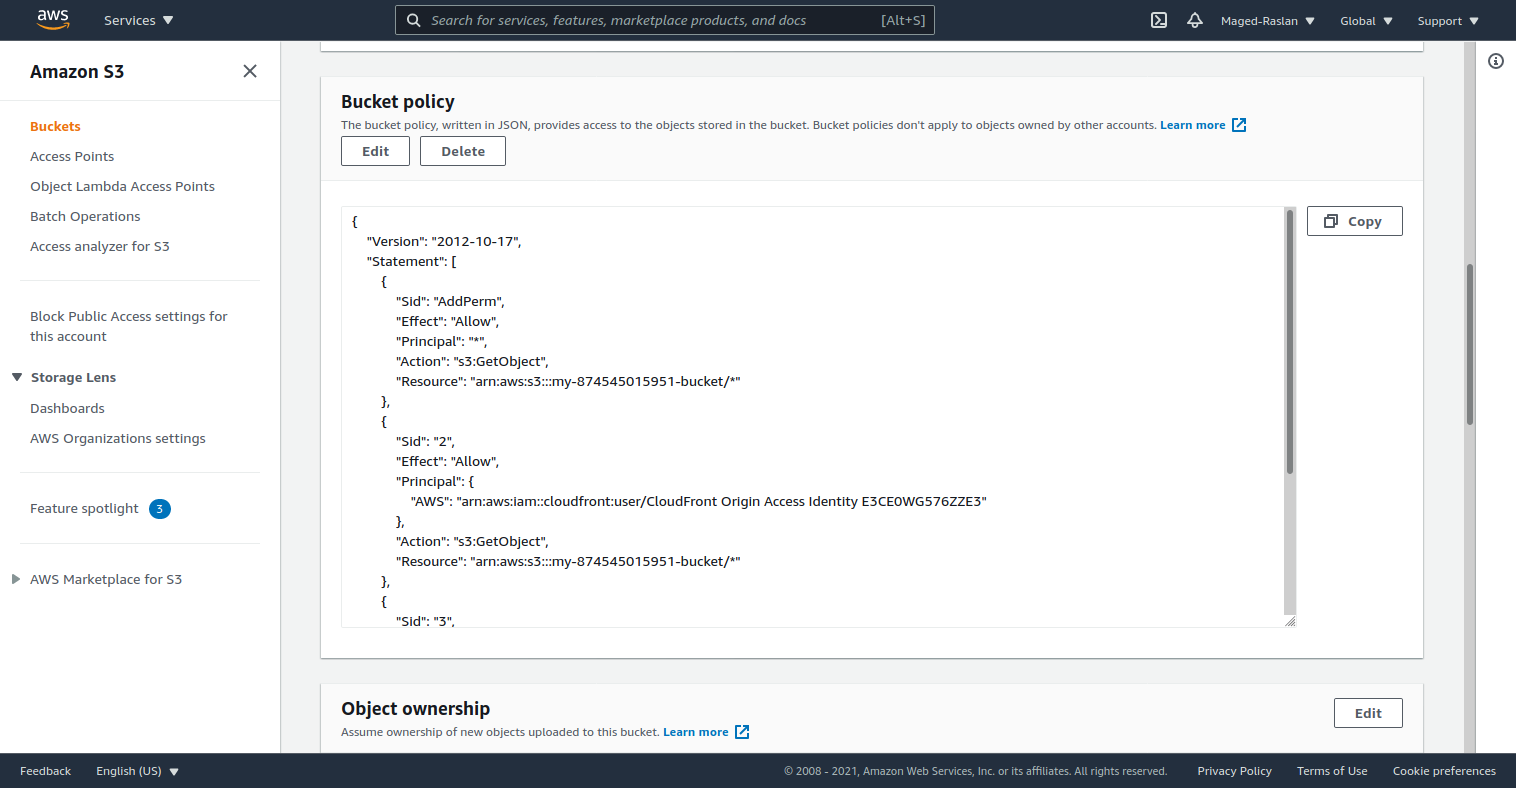 aws
Services
Search for services, features, marketplace products, and docs
[Alt+S]
Maged-Raslan
Global
Support
Amazon S3
Buckets
Access Points
Object Lambda Access Points
Batch Operations
Access analyzer for S3
Block Public Access settings for
this account
Storage Lens
Dashboards
AWS Organizations settings
Feature spotlight 3
AWS Marketplace for S3
Bucket policy
The bucket policy, written in JSON, provides access to the objects stored in the bucket. Bucket policies don't apply to objects owned by other accounts. Learn more
Edit
Delete
Copy
{
"Version": "2012-10-17",
"Statement": [
{
"Sid": "AddPerm",
"Effect": "Allow",
"Principal": "*",
"Action": "s3:GetObject",
"Resource": "arn:aws:s3:::my-874545015951-bucket/*"
},
{
"Sid": "2",
"Effect": "Allow",
"Principal": {
"AWS": "arn:aws:iam::cloudfront:user/CloudFront Origin Access Identity E3CE0WG576ZZE3"
},
"Action": "s3:GetObject",
"Resource": "arn:aws:s3:::my-874545015951-bucket/*"
},
{
"Sid": "3",
Object ownership
Assume ownership of new objects uploaded to this bucket. Learn more
Edit
Feedback
English (US)
© 2008 - 2021, Amazon Web Services, Inc. or its affiliates. All rights reserved.
Privacy Policy
Terms of Use
Cookie preferences